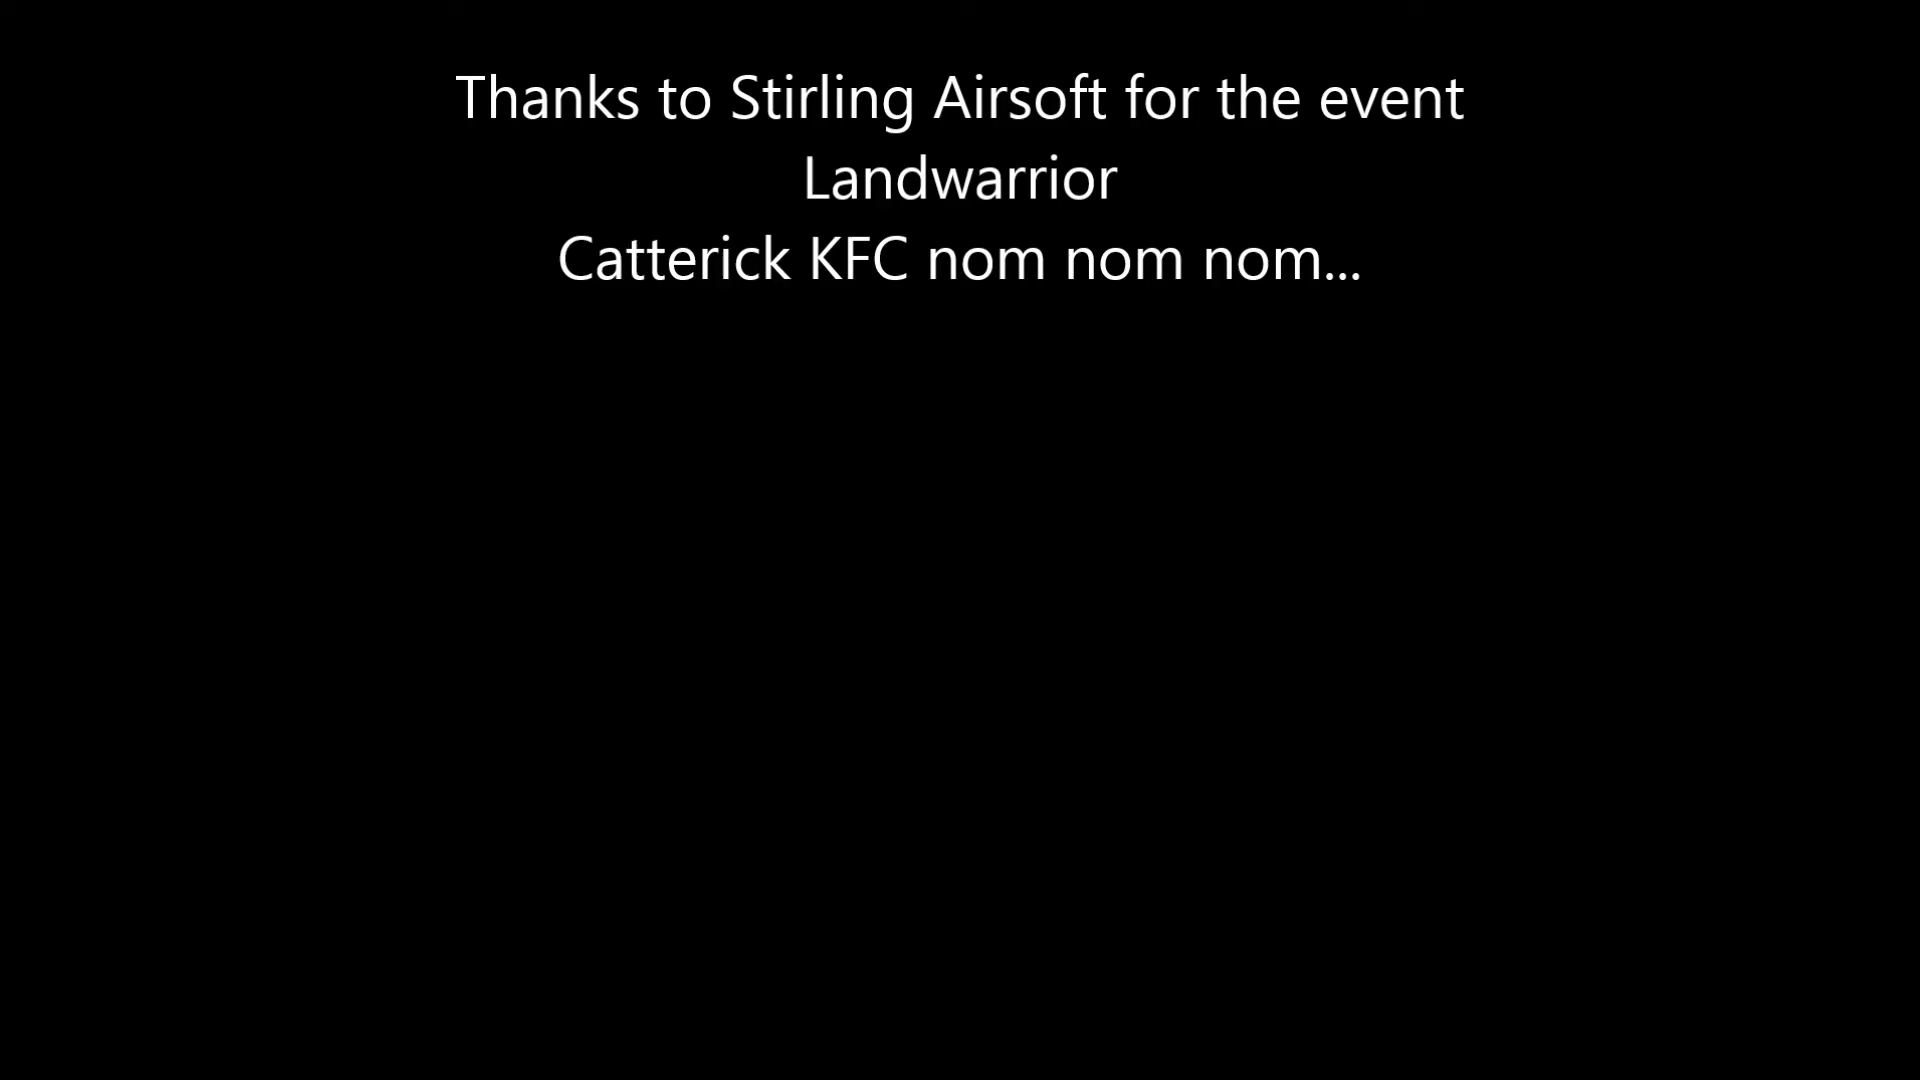 Thanks to Stirling Airsoft for the event
Landwarrior
Catterick KFC nom nom nom...